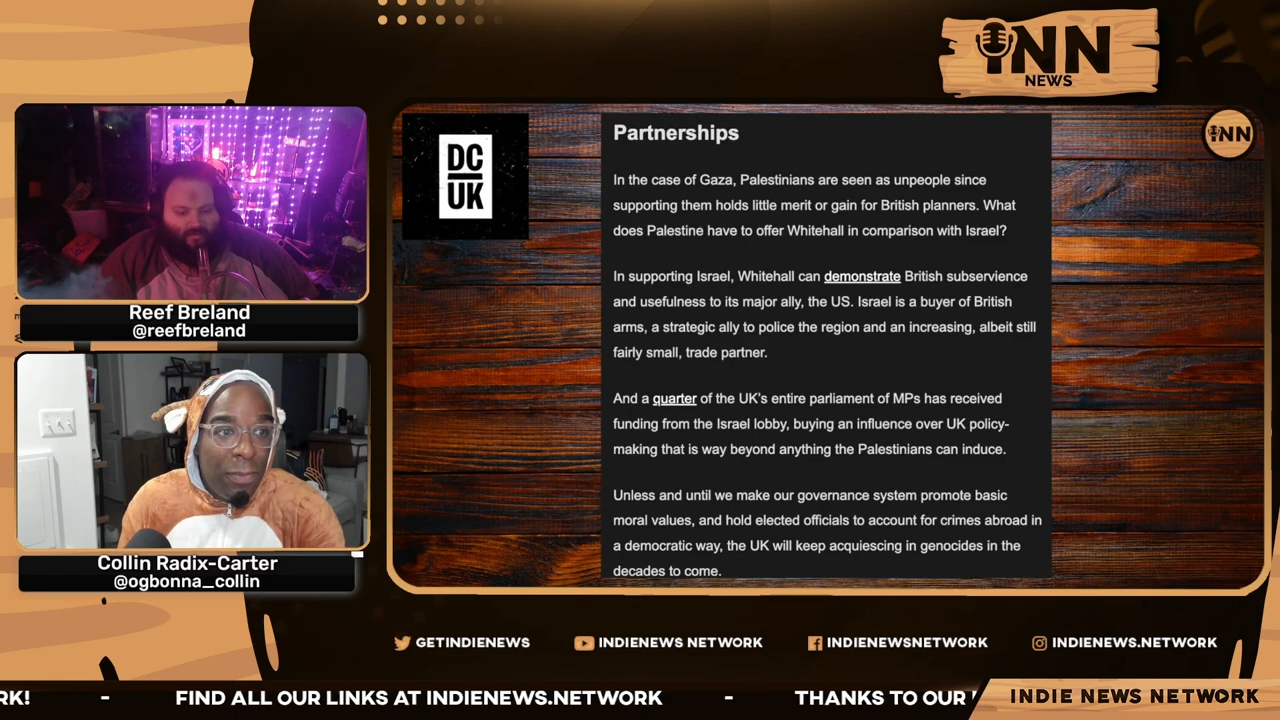 iNN
NEWS
iNN
DC
UK
Partnerships
In the case of Gaza, Palestinians are seen as unpeople since
supporting them holds little merit or gain for British planners. What
does Palestine have to offer Whitehall in comparison with Israel?
In supporting Israel, Whitehall can demonstrate British subservience
and usefulness to its major ally, the US. Israel is a buyer of British
arms, a strategic ally to police the region and an increasing, albeit still
fairly small, trade partner.
And a quarter of the UK's entire parliament of MPs has received
funding from the Israel lobby, buying an influence over UK policy-
making that is way beyond anything the Palestinians can induce.
Unless and until we make our governance system promote basic
moral values, and hold elected officials to account for crimes abroad in
a democratic way, the UK will keep acquiescing in genocides in the
decades to come.
Reef Breland
@reefbreland
Collin Radix-Carter
@ogbonna_collin
GETINDIENEWS INDIENEWS NETWORK INDIENEWSNETWORK INDIENEWS.NETWORK
RK! - FIND ALL OUR LINKS AT INDIENEWS.NETWORK - THANKS TO OUR INDIE NEWS NETWORK